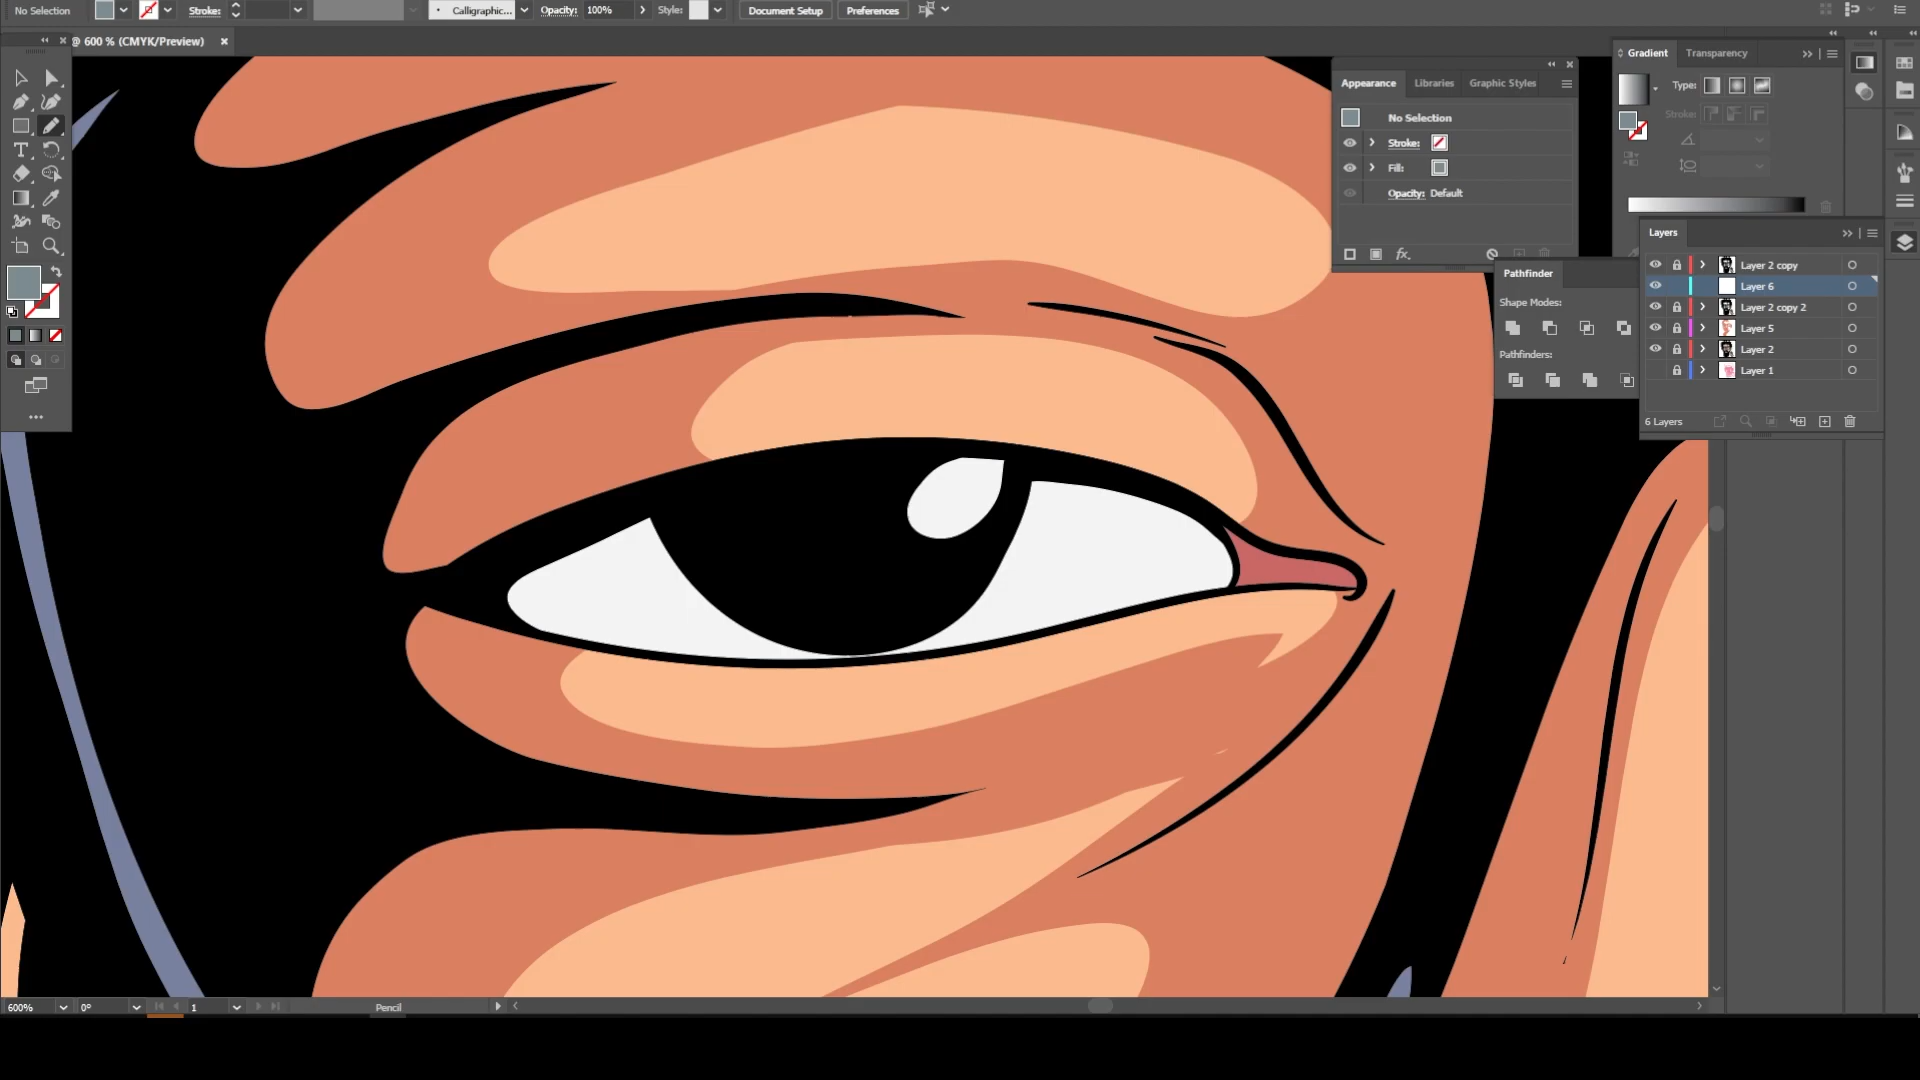 No Selection
Stroke:
Calligraphic...
Opacity: 100%
Style:
Document Setup
Preferences
@ 600 % (CMYK/Preview)
Appearance
Libraries
Graphic Styles
No Selection
Stroke:
Fill:
Opacity: Default
fx
Gradient
Transparency
Type:
Stroke:
Pathfinder
Shape Modes:
Pathfinders:
Layers
Layer 2 copy
Layer 6
Layer 2 copy 2
Layer 5
Layer 2
Layer 1
6 Layers
600%
0°
1
Pencil